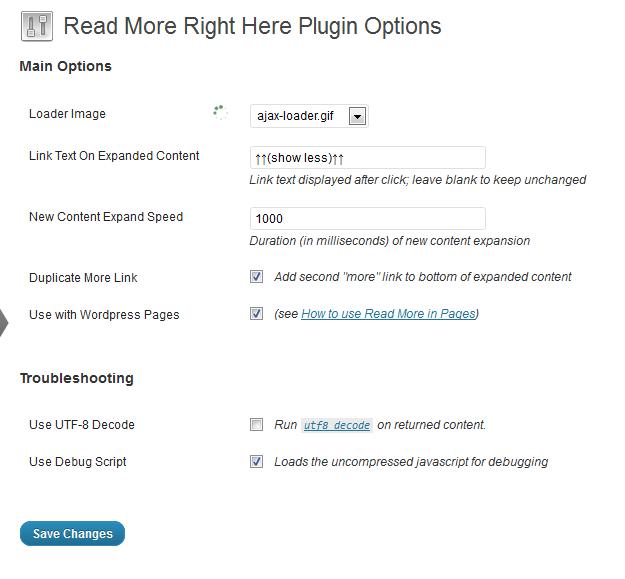 Read More Right Here Plugin Options
Main Options
Loader Image ajax-loader.gif
Link Text On Expanded Content ↑↑(show less)↑↑
Link text displayed after click; leave blank to keep unchanged
New Content Expand Speed 1000
Duration (in milliseconds) of new content expansion
Duplicate More Link Add second "more" link to bottom of expanded content
Use with Wordpress Pages (see How to use Read More in Pages)
Troubleshooting
Use UTF-8 Decode Run utf8_decode on returned content.
Use Debug Script Loads the uncompressed javascript for debugging
Save Changes